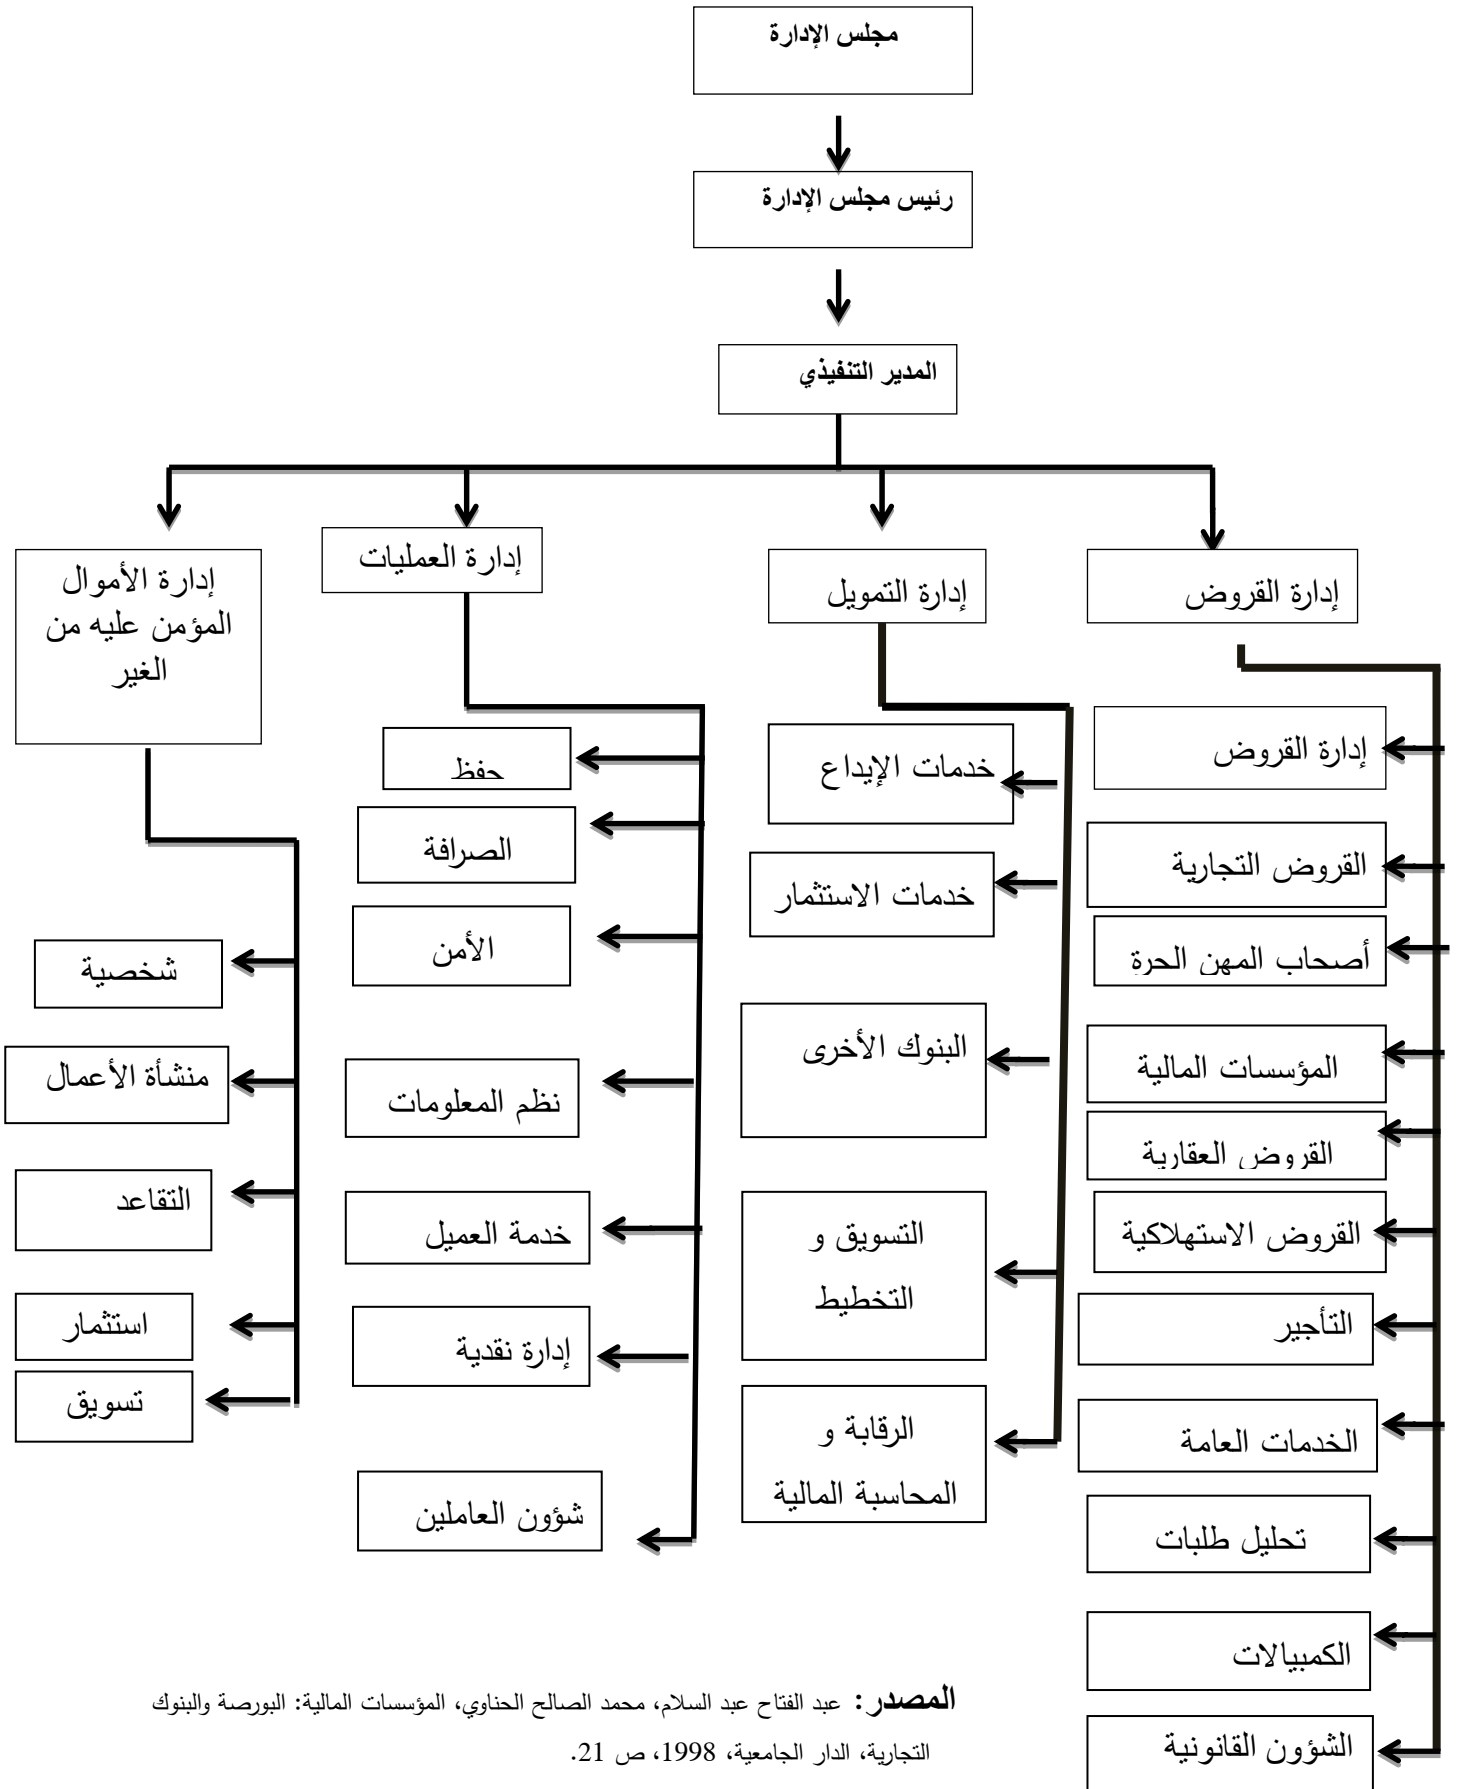 مجلس الإدارة
رئيس مجلس الإدارة
المدير التنفيذي
إدارة القروض
إدارة التمويل
إدارة العمليات
إدارة الأموال
المؤمن عليه من
الغير
إدارة القروض
القروض التجارية
أصحاب المهن الحرة
المؤسسات المالية
القروض العقارية
القروض الاستهلاكية
التأجير
الخدمات العامة
تحليل طلبات
الكمبيالات
الشؤون القانونية
خدمات الإيداع
خدمات الاستثمار
البنوك الأخرى
التسويق و
التخطيط
الرقابة و
المحاسبة المالية
حفظ
الصرافة
الأمن
نظم المعلومات
خدمة العميل
إدارة نقدية
شؤون العاملين
شخصية
منشأة الأعمال
التقاعد
استثمار
تسويق
المصدر: عبد الفتاح عبد السلام، محمد الصالح الحناوي، المؤسسات المالية: البورصة والبنوك
التجارية، الدار الجامعية، 1998، ص 21.